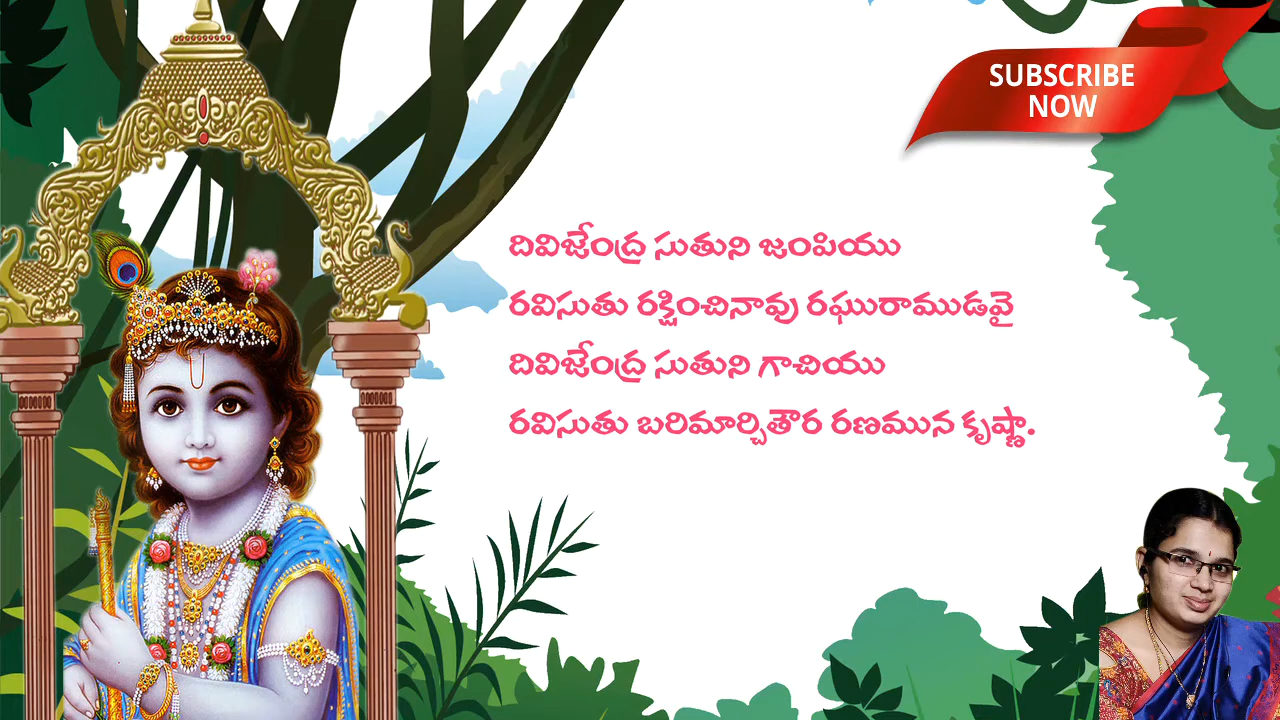 SUBSCRIBE
NOW
దివిజేంద్ర సుతుని జంపియు
రవిసుతు రక్షించినావు రఘురాముడవై
దివిజేంద్ర సుతుని గాచియు
రవిసుతు బరిమార్చితౌర రణమున కృష్ణా.